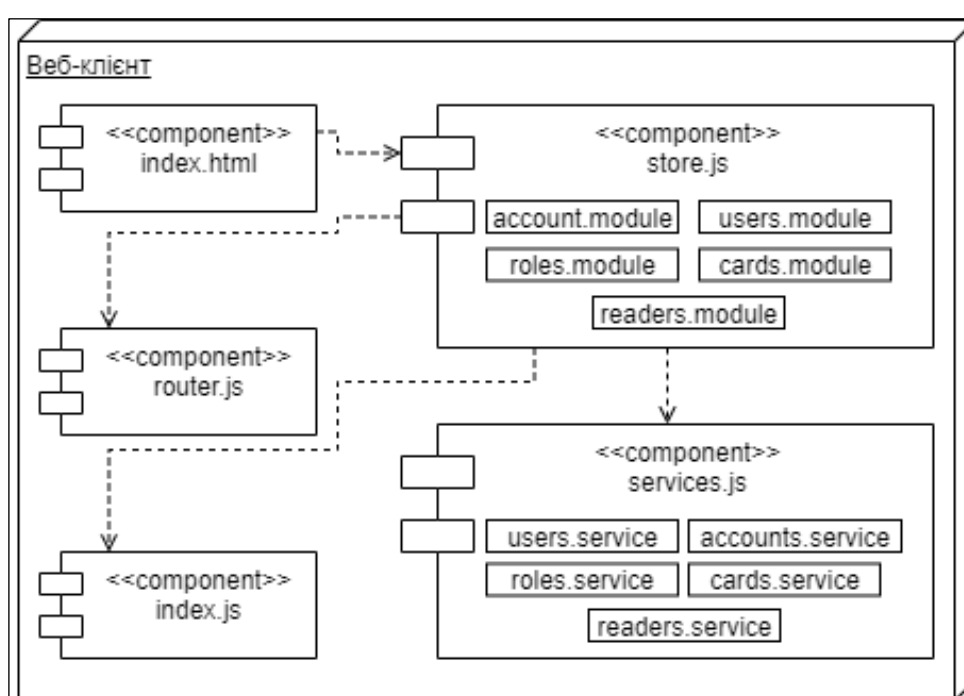 Веб-клієнт
<<component>>
index.html
<<component>>
store.js
account.module
users.module
roles.module
cards.module
readers.module
<<component>>
router.js
<<component>>
services.js
users.service
accounts.service
roles.service
cards.service
readers.service
<<component>>
index.js